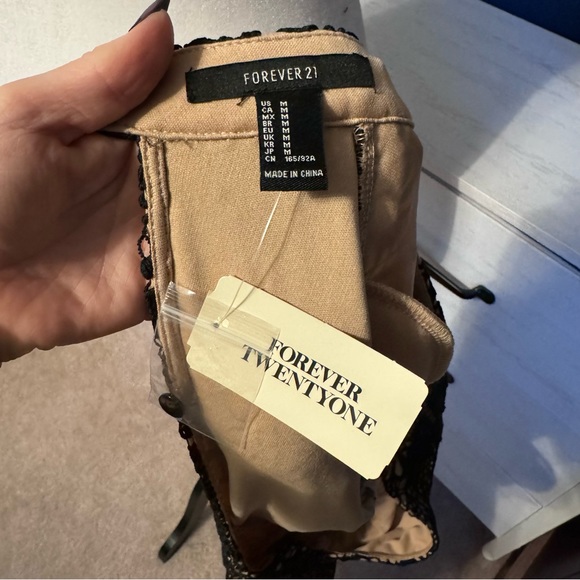 FOREVER 21
US M
CA M
MX M
BR M
EU M
UK M
KR M
JP M
CN 165/92A
MADE IN CHINA
FOREVER
TWENTYONE